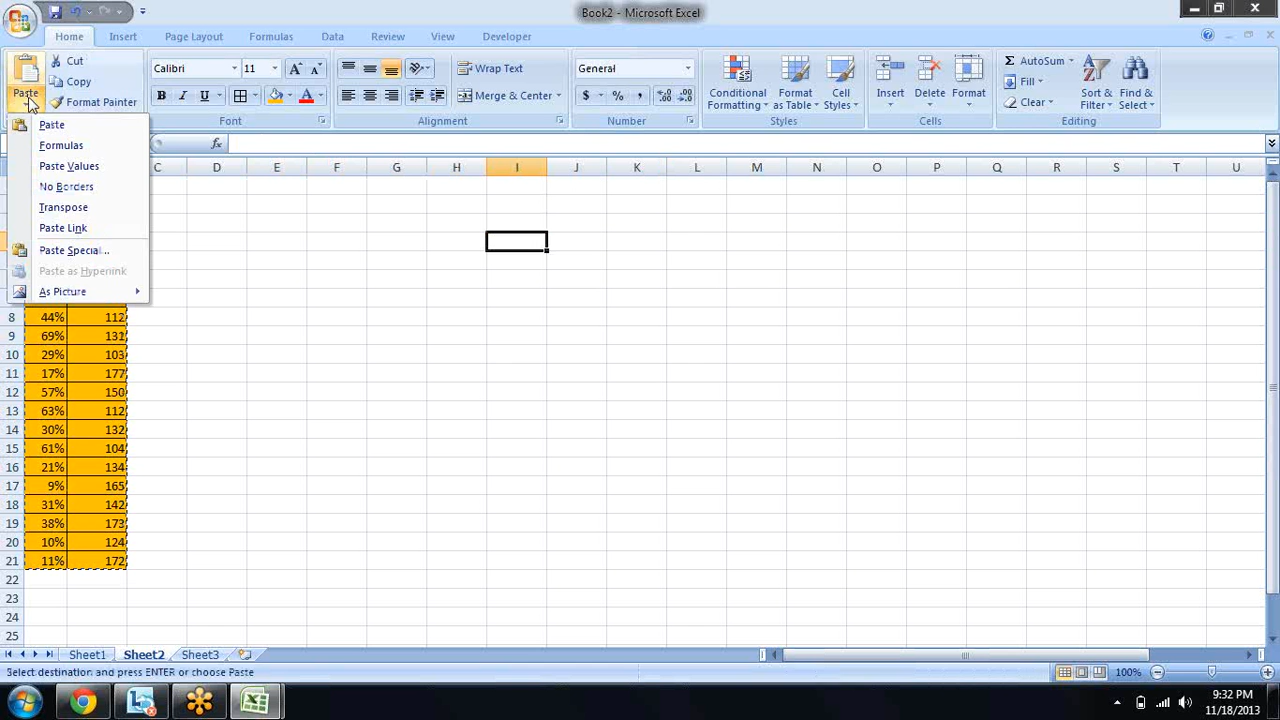 Book2 - Microsoft Excel
Home Insert Page Layout Formulas Data Review View Developer
Paste
Cut
Copy
Format Painter
Calibri 11
B I U
Font
Wrap Text
Merge & Center
Alignment
General
$ % ,
Number
Conditional Formatting
Format as Table
Cell Styles
Styles
Insert Delete Format
Cells
AutoSum
Fill
Clear
Sort & Filter
Find & Select
Editing
Paste
Formulas
Paste Values
No Borders
Transpose
Paste Link
Paste Special...
Paste as Hyperlink
As Picture
fx
C D E F G H I J K L M N O P Q R S T U
8 44% 112
9 69% 131
10 29% 103
11 17% 177
12 57% 150
13 63% 112
14 30% 132
15 61% 104
16 21% 134
17 9% 165
18 31% 142
19 38% 173
20 10% 124
21 11% 172
22
23
24
25
Sheet1 Sheet2 Sheet3
Select destination and press ENTER or choose Paste
100%
9:32 PM
11/18/2013